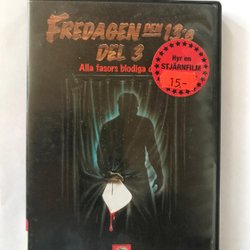 FREDAGEN DEN 13:e
DEL 3
Alla fasors blodiga
Hyr en
STJÄRNFILM
15:-